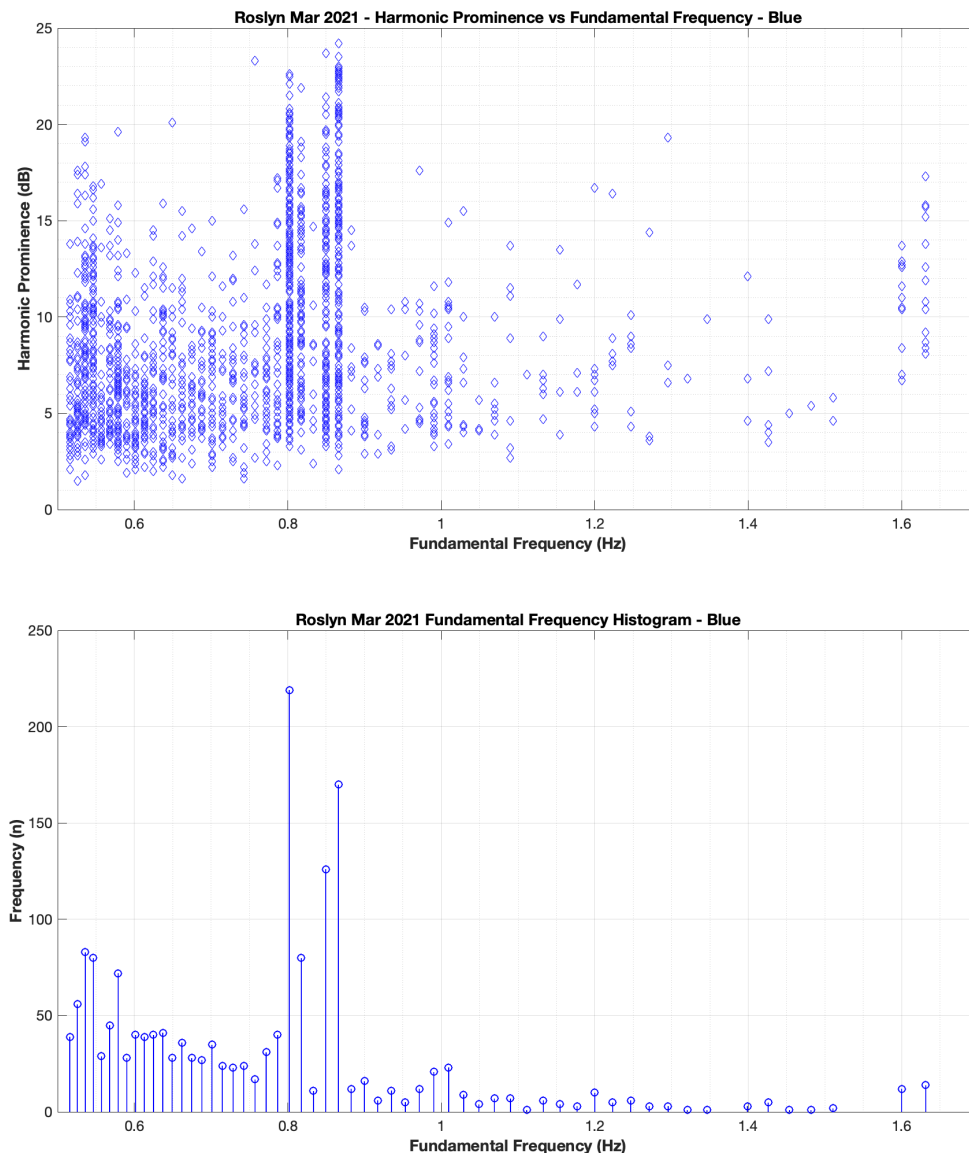 Roslyn Mar 2021 - Harmonic Prominence vs Fundamental Frequency - Blue
25
20
15
10
5
0
Harmonic Prominence (dB)
0.6 0.8 1 1.2 1.4 1.6
Fundamental Frequency (Hz)
Roslyn Mar 2021 Fundamental Frequency Histogram - Blue
250
200
150
100
50
0
Frequency (n)
0.6 0.8 1 1.2 1.4 1.6
Fundamental Frequency (Hz)